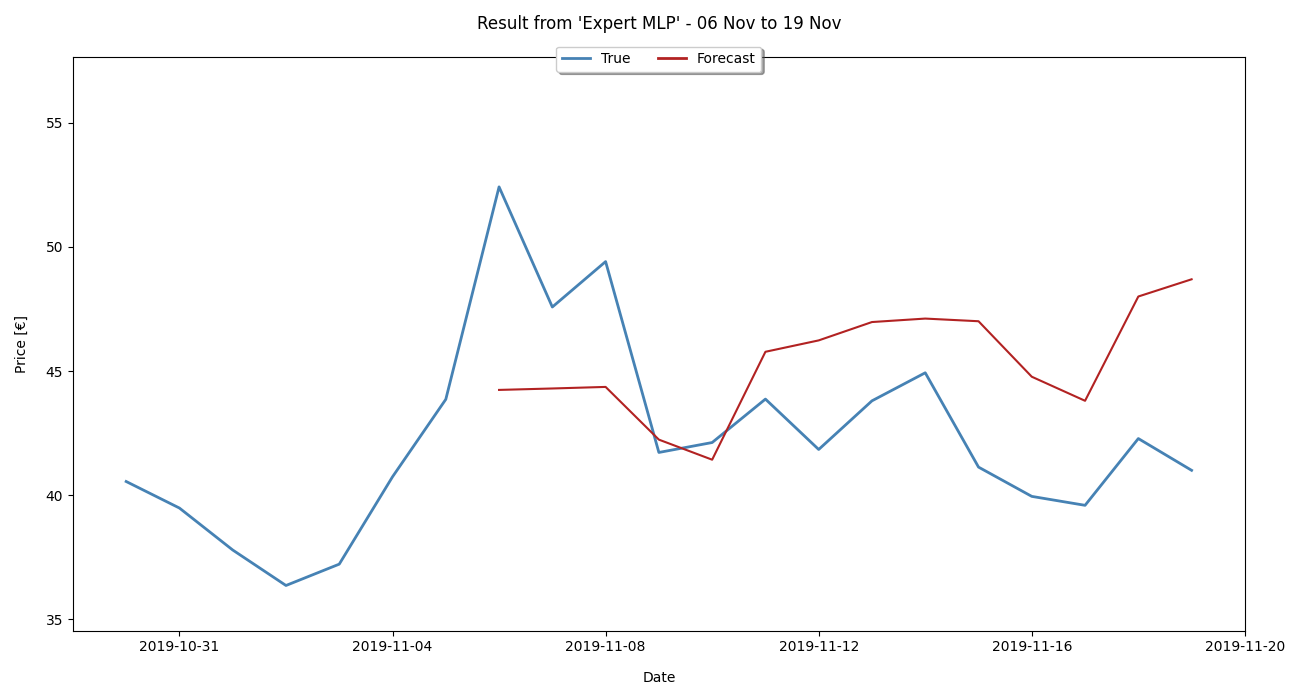 Result from 'Expert MLP' - 06 Nov to 19 Nov
True Forecast
55
50
45
40
35
Price [€]
2019-10-31 2019-11-04 2019-11-08 2019-11-12 2019-11-16 2019-11-20
Date